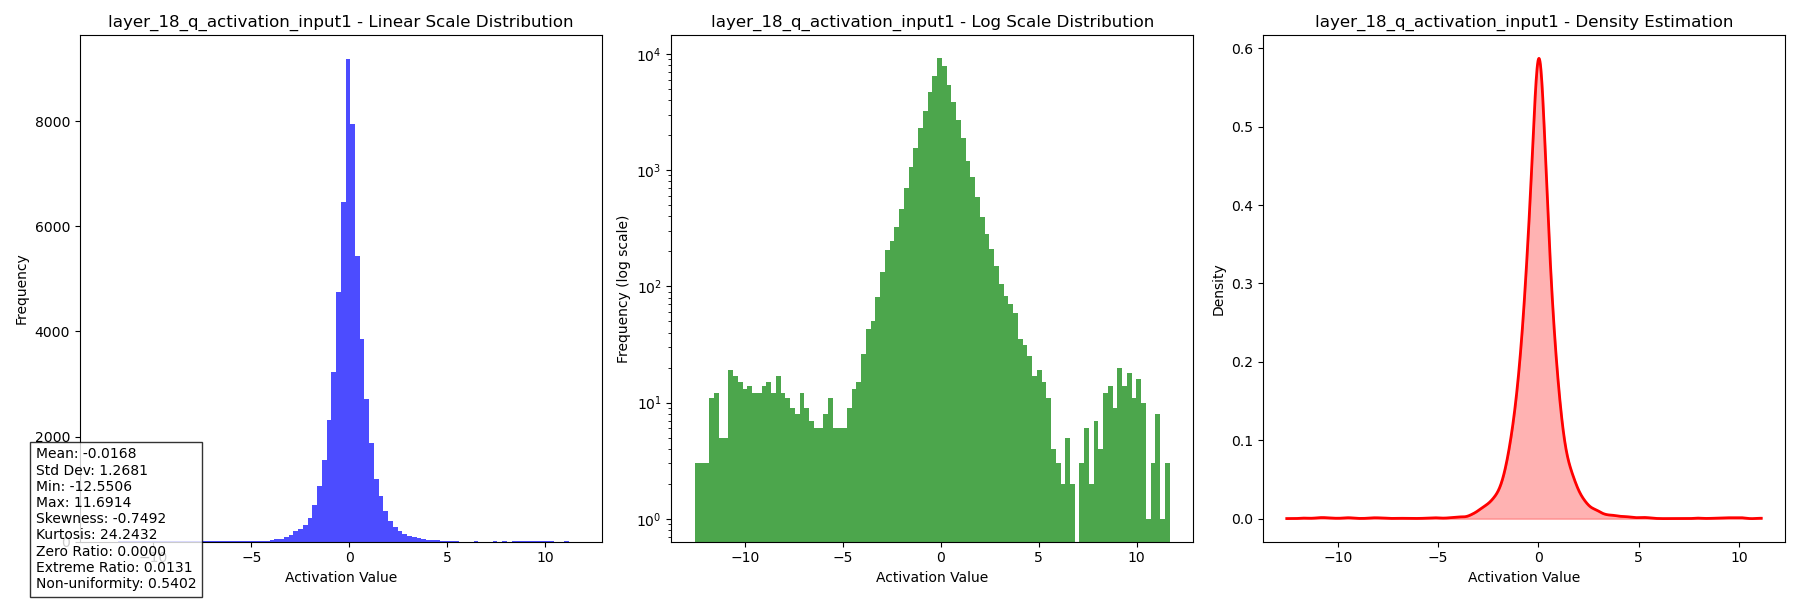 layer_18_q_activation_input1 - Linear Scale Distribution
Frequency
8000
6000
4000
2000
0
−10
−5
0
5
10
Activation Value
Mean: -0.0168
Std Dev: 1.2681
Min: -12.5506
Max: 11.6914
Skewness: -0.7492
Kurtosis: 24.2432
Zero Ratio: 0.0000
Extreme Ratio: 0.0131
Non-uniformity: 0.5402
layer_18_q_activation_input1 - Log Scale Distribution
Frequency (log scale)
10⁴
10³
10²
10¹
10⁰
−10
−5
0
5
10
Activation Value
layer_18_q_activation_input1 - Density Estimation
Density
0.6
0.5
0.4
0.3
0.2
0.1
0.0
−10
−5
0
5
10
Activation Value